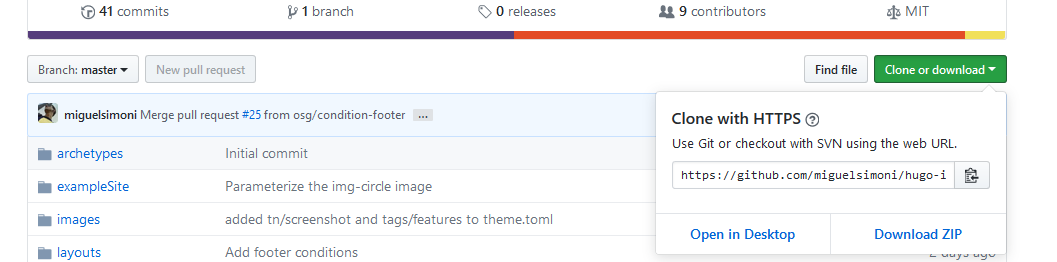 41 commits 1 branch 0 releases 9 contributors MIT
Branch: master New pull request Find file Clone or download
miguelsimoni Merge pull request #25 from osg/condition-footer ...
archetypes Initial commit
exampleSite Parameterize the img-circle image
images added tn/screenshot and tags/features to theme.toml
layouts Add footer conditions
Clone with HTTPS ?
Use Git or checkout with SVN using the web URL.
https://github.com/miguelsimoni/hugo-i
Open in Desktop Download ZIP
2 days ago